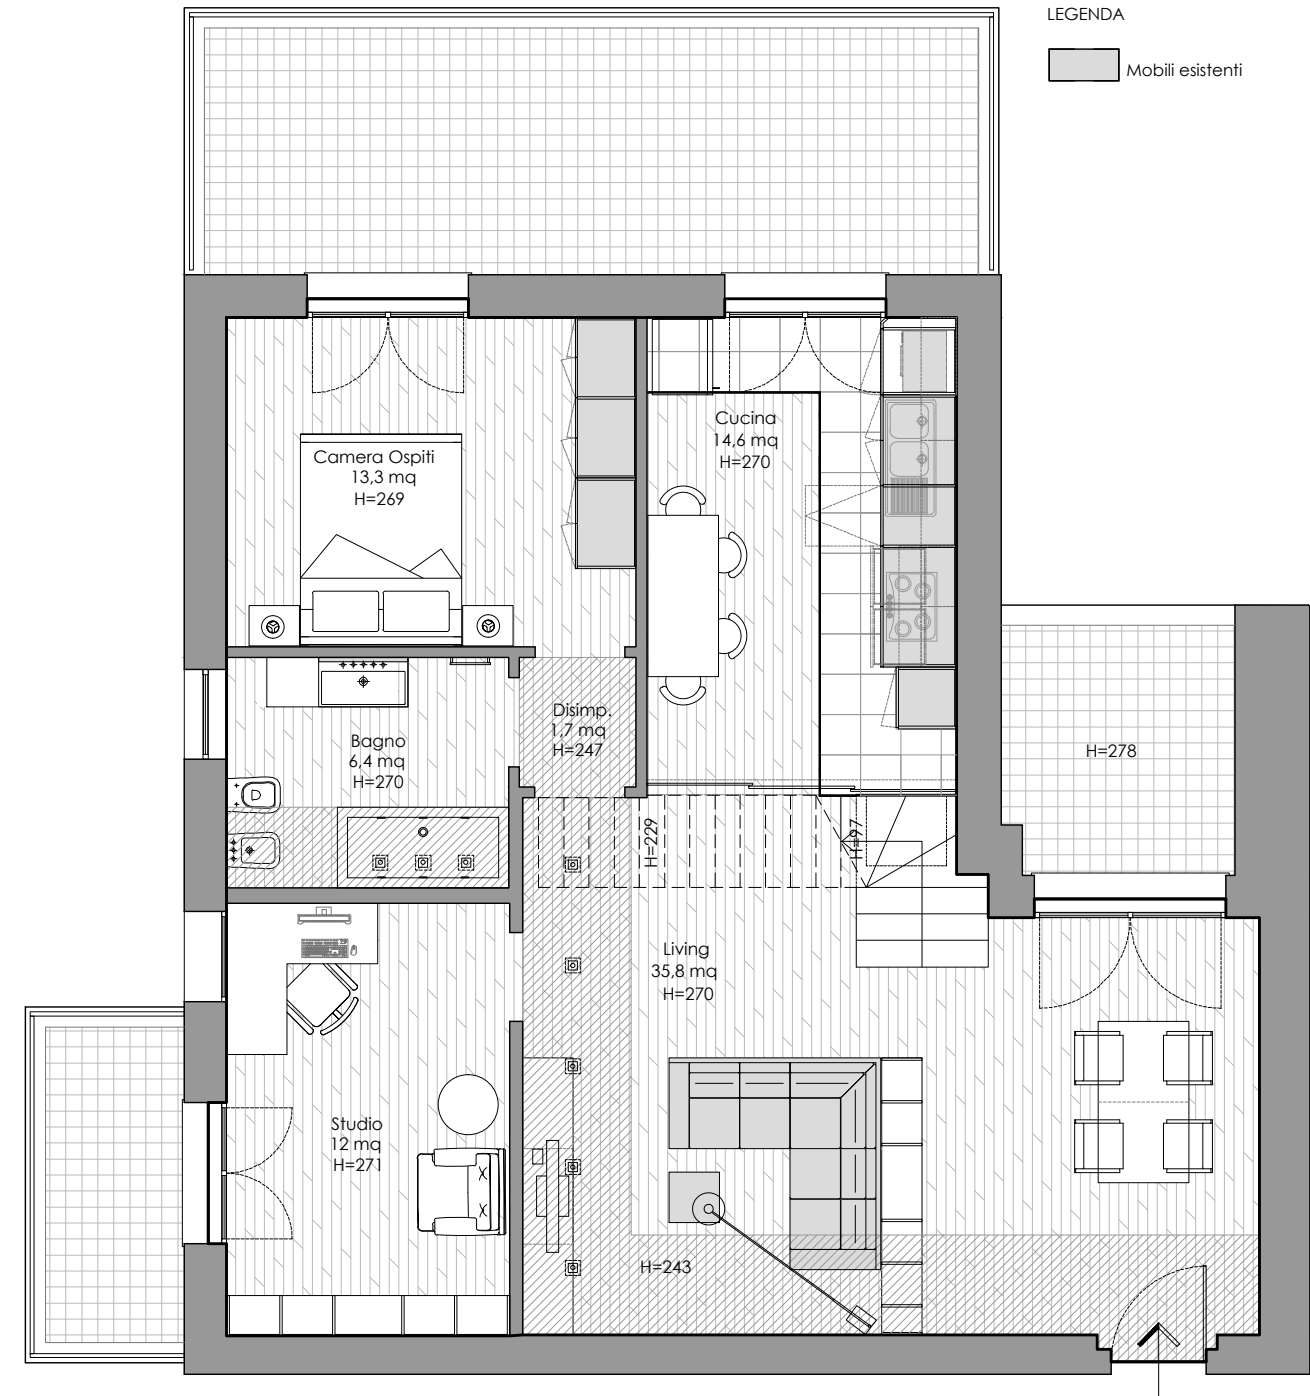 LEGENDA
Mobili esistenti
Cucina
14,6 mq
H=270
Camera Ospiti
13,3 mq
H=269
Disimp.
1,7 mq
H=247
Bagno
6,4 mq
H=270
H=278
H=229
H=97
Living
35,8 mq
H=270
Studio
12 mq
H=271
H=243